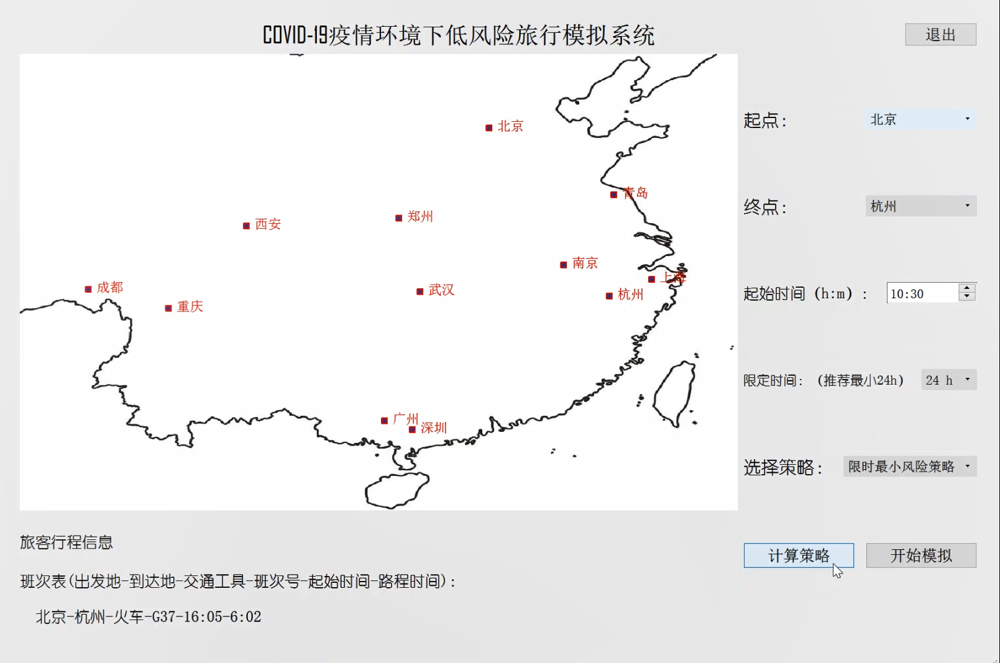 COVID-19疫情环境下低风险旅行模拟系统
退出
北京
青岛
西安
郑州
南京
上海
成都
武汉
杭州
重庆
广州
深圳
起点：
北京
终点：
杭州
起始时间（h:m）：
10:30
限定时间：（推荐最小24h）
24 h
选择策略：
限时最小风险策略
计算策略
开始模拟
旅客行程信息
班次表(出发地-到达地-交通工具-班次号-起始时间-路程时间)：
北京-杭州-火车-G37-16:05-6:02